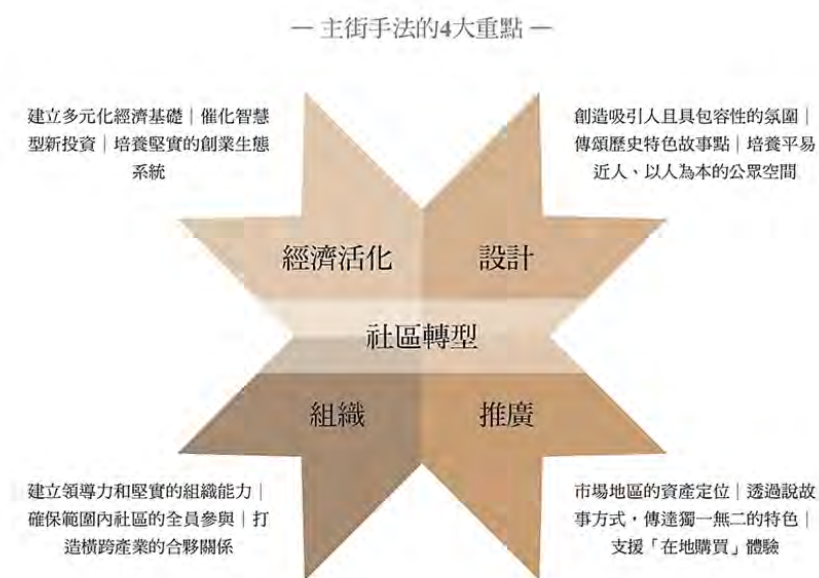 — 主街手法的4大重點 —
建立多元化經濟基礎｜催化智慧
型新投資｜培養堅實的創業生態
系統
創造吸引人且具包容性的氛圍｜
傳頌歷史特色故事點｜培養平易
近人、以人為本的公眾空間
經濟活化
設計
社區轉型
組織
推廣
建立領導力和堅實的組織能力｜
確保範圍內社區的全員參與｜打
造橫跨產業的合夥關係
市場地區的資產定位｜透過說故
事方式，傳達獨一無二的特色｜
支援「在地購買」體驗